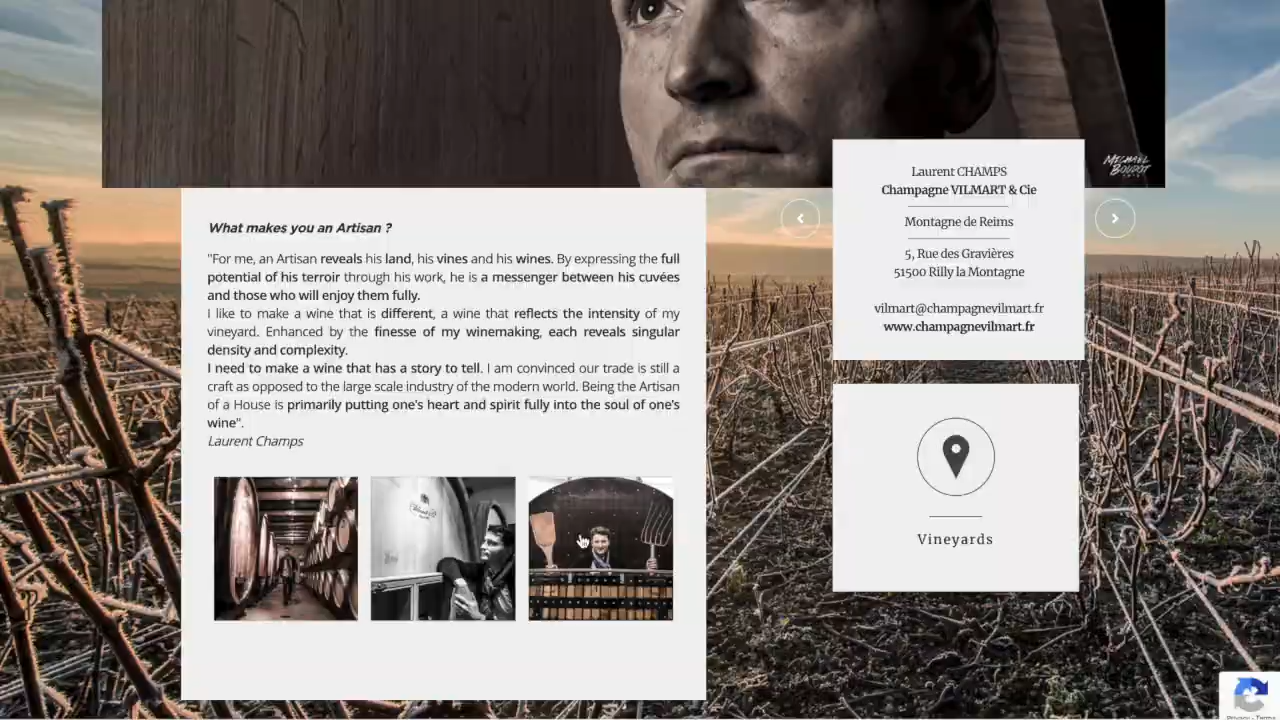 MICHAËL
BOUDOT
Laurent CHAMPS
Champagne VILMART & Cie
Montagne de Reims
5, Rue des Gravières
51500 Rilly la Montagne
vilmart@champagnevilmart.fr
www.champagnevilmart.fr
What makes you an Artisan ?
"For me, an Artisan reveals his land, his vines and his wines. By expressing the full
potential of his terroir through his work, he is a messenger between his cuvées
and those who will enjoy them fully.
I like to make a wine that is different, a wine that reflects the intensity of my
vineyard. Enhanced by the finesse of my winemaking, each reveals singular
density and complexity.
I need to make a wine that has a story to tell. I am convinced our trade is still a
craft as opposed to the large scale industry of the modern world. Being the Artisan
of a House is primarily putting one's heart and spirit fully into the soul of one's
wine".
Laurent Champs
Vineyards
Privacy - Terms